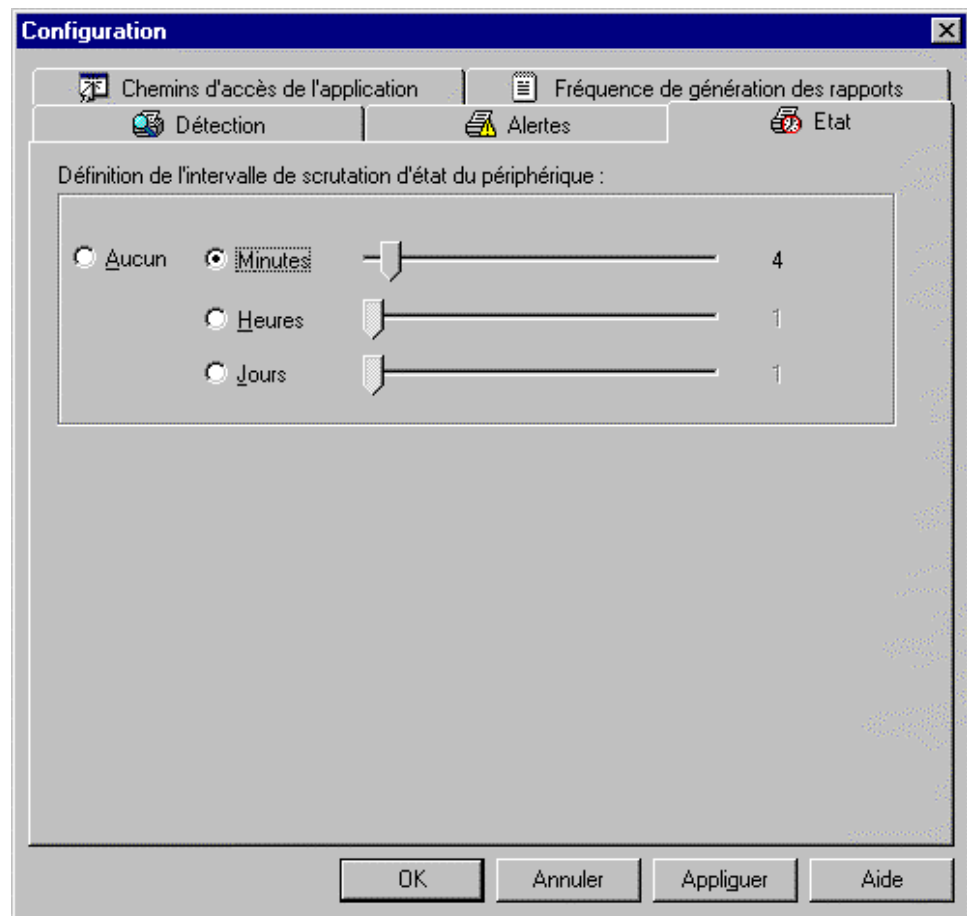 Configuration
Chemins d'accès de l'application
Fréquence de génération des rapports
Détection
Alertes
Etat
Définition de l'intervalle de scrutation d'état du périphérique :
Aucun
Minutes
4
Heures
1
Jours
1
OK
Annuler
Appliquer
Aide